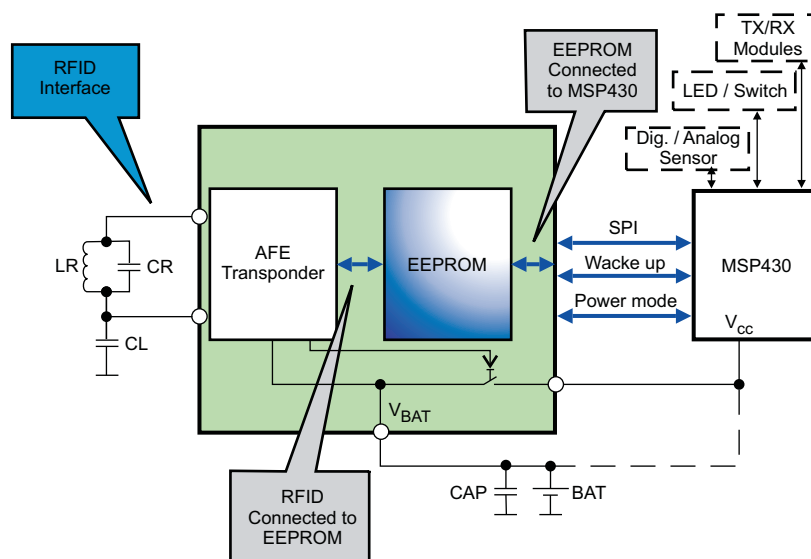 TX/RX
Modules
EEPROM
Connected
to MSP430
RFID
Interface
LED / Switch
Dig. / Analog
Sensor
AFE
Transponder
EEPROM
SPI
Wacke up
Power mode
MSP430
VCC
LR
CR
CL
VBAT
RFID
Connected to
EEPROM
CAP
BAT